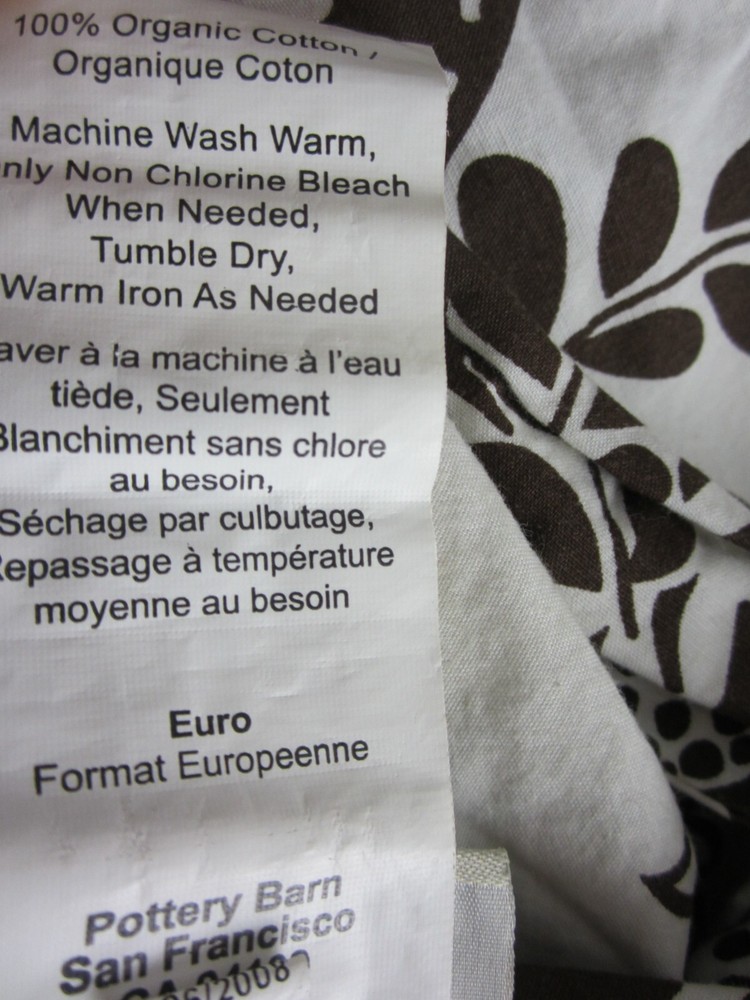 100% Organic Cotton /
Organique Coton
Machine Wash Warm,
nly Non Chlorine Bleach
When Needed,
Tumble Dry,
Warm Iron As Needed
aver à la machine à l'eau
tiède, Seulement
Blanchiment sans chlore
au besoin,
Séchage par culbutage,
Repassage à température
moyenne au besoin
Euro
Format Europeenne
Pottery Barn
San Francisco